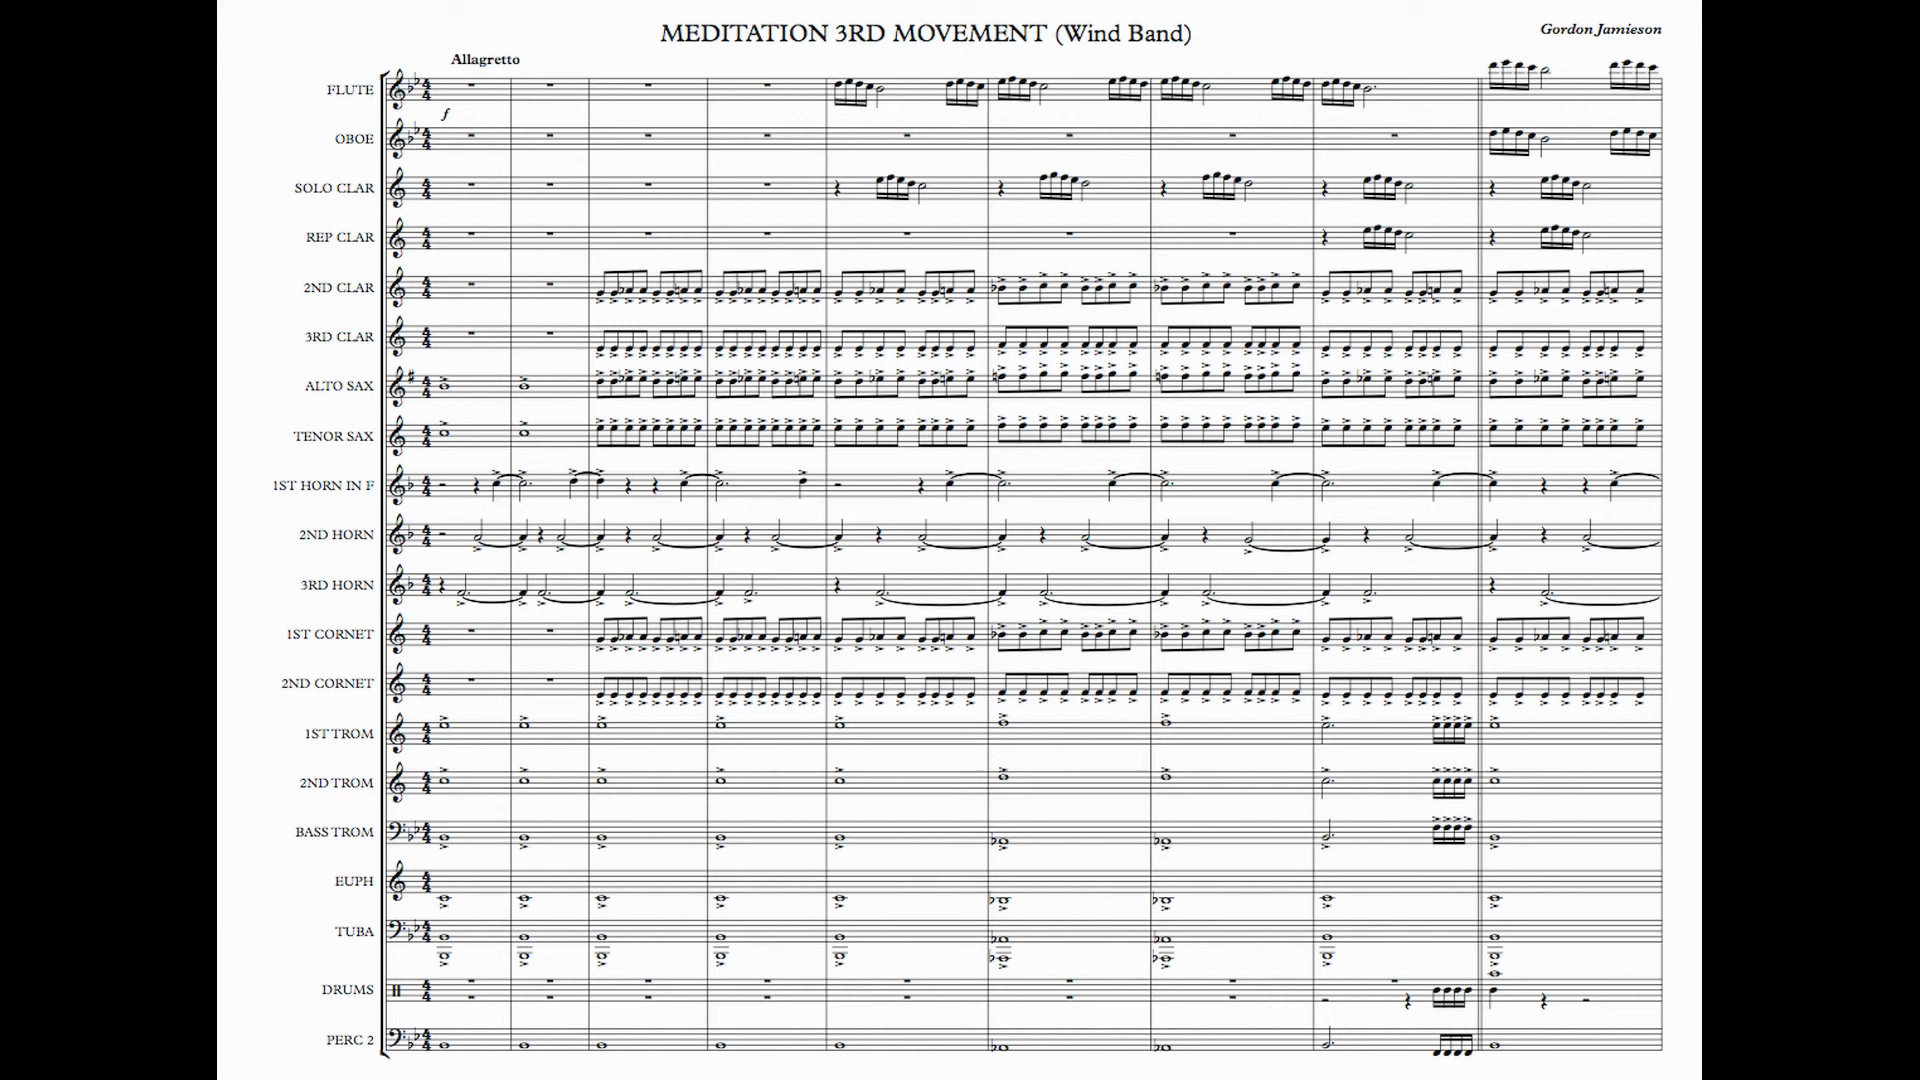 MEDITATION 3RD MOVEMENT (Wind Band)
Gordon Jamieson
Allagretto
FLUTE
f
OBOE
SOLO CLAR
REP CLAR
2ND CLAR
3RD CLAR
ALTO SAX
TENOR SAX
1ST HORN IN F
2ND HORN
3RD HORN
1ST CORNET
2ND CORNET
1ST TROM
2ND TROM
BASS TROM
EUPH
TUBA
DRUMS
PERC 2